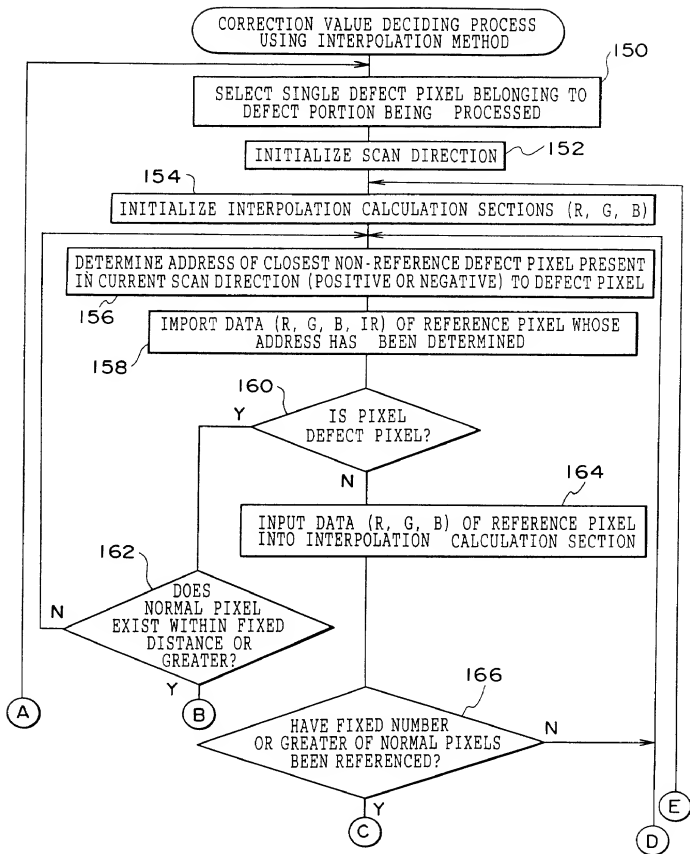 CORRECTION VALUE DECIDING PROCESS
USING INTERPOLATION METHOD
150
SELECT SINGLE DEFECT PIXEL BELONGING TO
DEFECT PORTION BEING PROCESSED
152
INITIALIZE SCAN DIRECTION
154
INITIALIZE INTERPOLATION CALCULATION SECTIONS (R, G, B)
DETERMINE ADDRESS OF CLOSEST NON-REFERENCE DEFECT PIXEL PRESENT
IN CURRENT SCAN DIRECTION (POSITIVE OR NEGATIVE) TO DEFECT PIXEL
156
IMPORT DATA (R, G, B, IR) OF REFERENCE PIXEL WHOSE
ADDRESS HAS BEEN DETERMINED
158
160
Y
IS PIXEL
DEFECT PIXEL?
N
164
INPUT DATA (R, G, B) OF REFERENCE PIXEL
INTO INTERPOLATION CALCULATION SECTION
162
DOES
NORMAL PIXEL
EXIST WITHIN FIXED
DISTANCE OR
GREATER?
N
Y
A
B
166
HAVE FIXED NUMBER
OR GREATER OF NORMAL PIXELS
BEEN REFERENCED?
N
Y
C
D
E